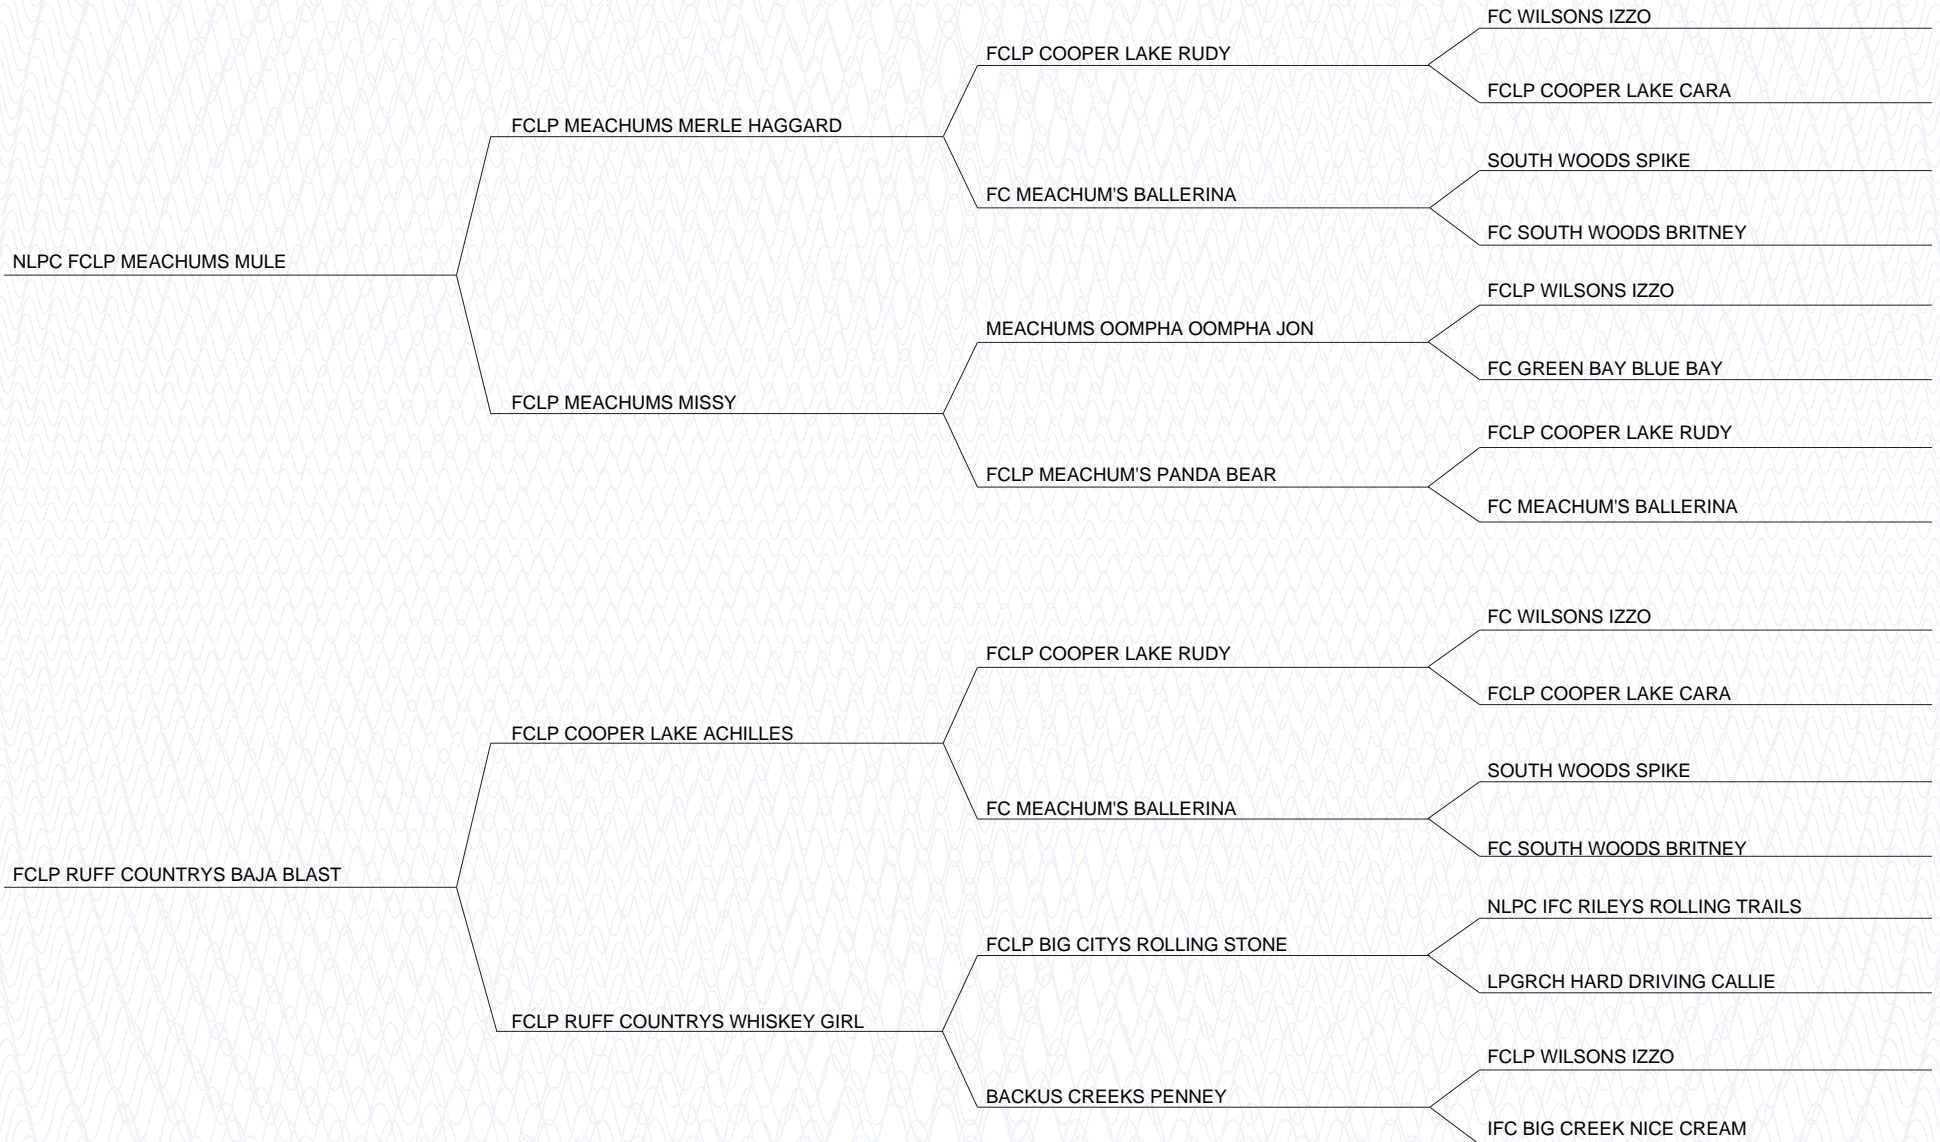 FC WILSONS IZZO
FCLP COOPER LAKE RUDY
FCLP COOPER LAKE CARA
FCLP MEACHUMS MERLE HAGGARD
SOUTH WOODS SPIKE
FC MEACHUM'S BALLERINA
FC SOUTH WOODS BRITNEY
NLPC FCLP MEACHUMS MULE
FCLP WILSONS IZZO
MEACHUMS OOMPHA OOMPHA JON
FC GREEN BAY BLUE BAY
FCLP MEACHUMS MISSY
FCLP COOPER LAKE RUDY
FCLP MEACHUM'S PANDA BEAR
FC MEACHUM'S BALLERINA
FC WILSONS IZZO
FCLP COOPER LAKE RUDY
FCLP COOPER LAKE CARA
FCLP COOPER LAKE ACHILLES
SOUTH WOODS SPIKE
FC MEACHUM'S BALLERINA
FC SOUTH WOODS BRITNEY
FCLP RUFF COUNTRYS BAJA BLAST
NLPC IFC RILEYS ROLLING TRAILS
FCLP BIG CITYS ROLLING STONE
LPGRCH HARD DRIVING CALLIE
FCLP RUFF COUNTRYS WHISKEY GIRL
FCLP WILSONS IZZO
BACKUS CREEKS PENNEY
IFC BIG CREEK NICE CREAM